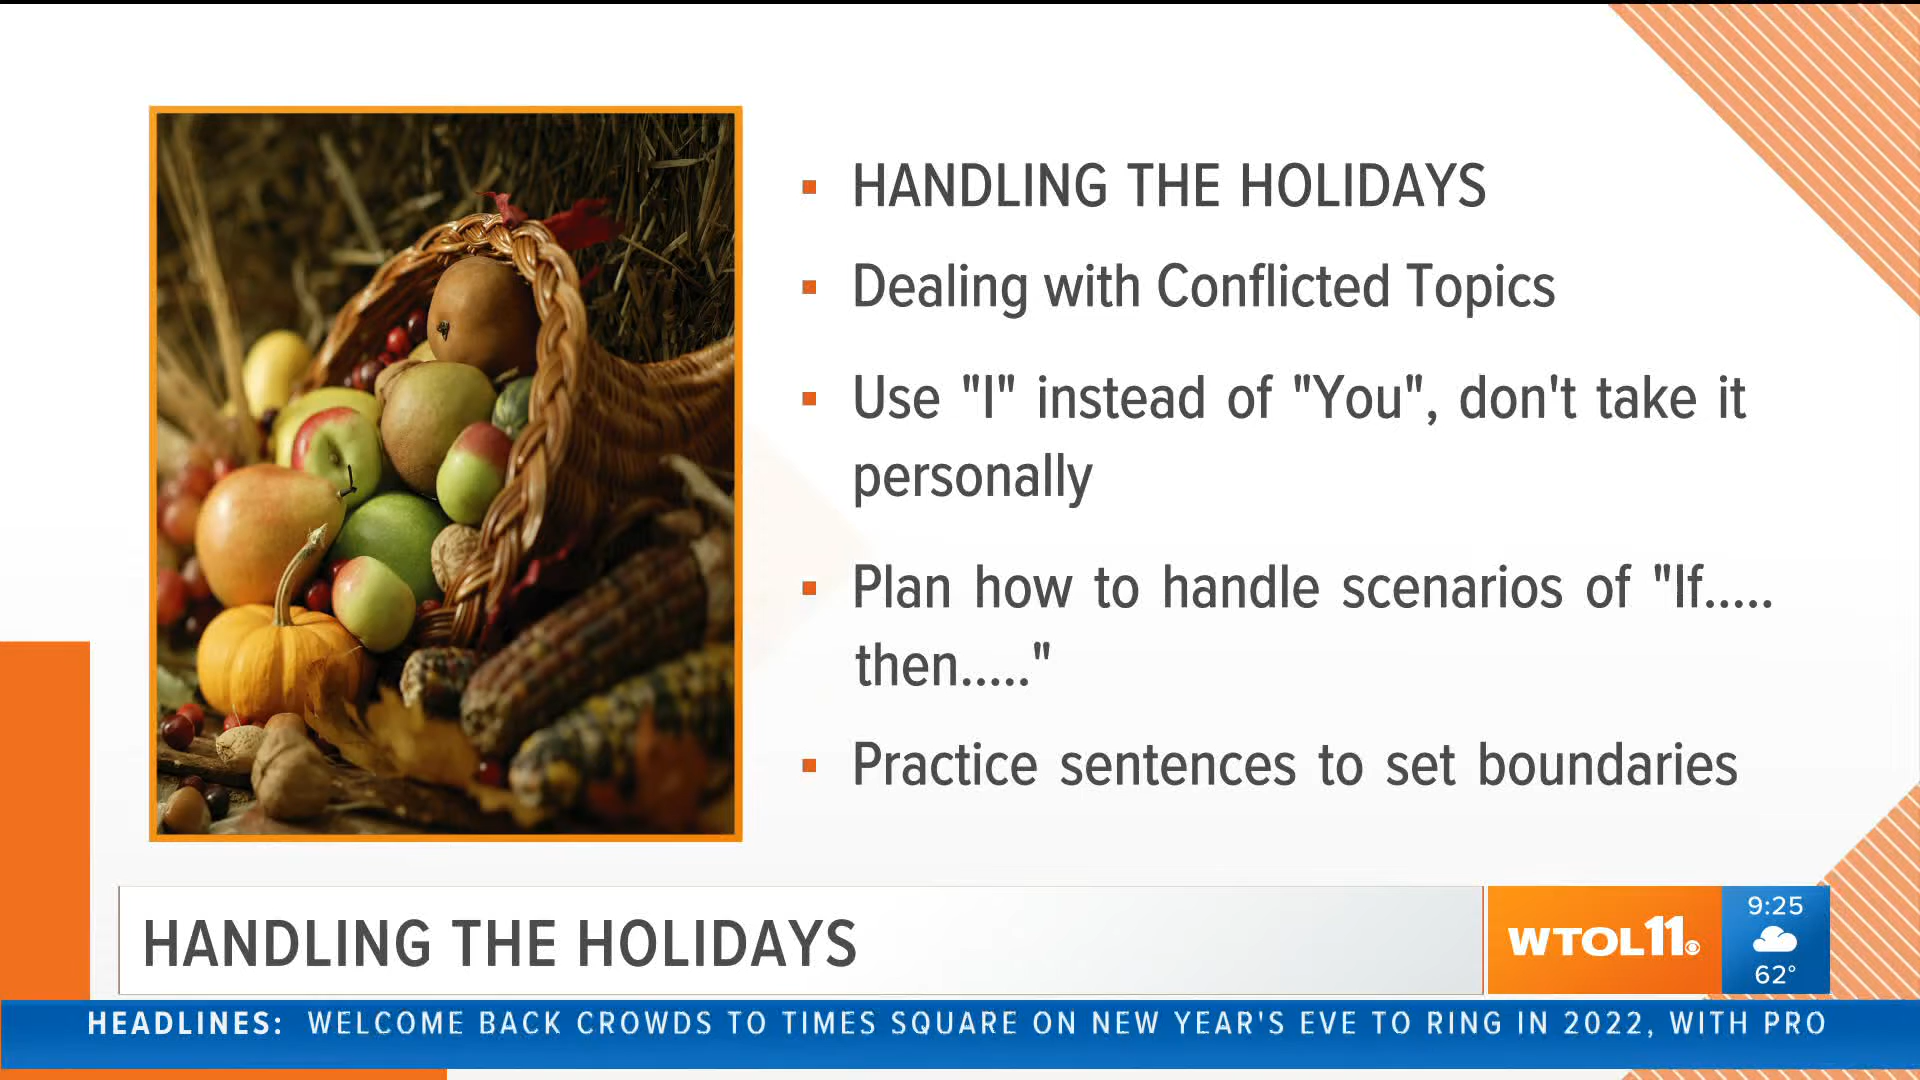 HANDLING THE HOLIDAYS
Dealing with Conflicted Topics
Use "I" instead of "You", don't take it
personally
Plan how to handle scenarios of "If.....
then....."
Practice sentences to set boundaries
HANDLING THE HOLIDAYS
WTOL11
9:25
62°
HEADLINES: WELCOME BACK CROWDS TO TIMES SQUARE ON NEW YEAR'S EVE TO RING IN 2022, WITH PRO